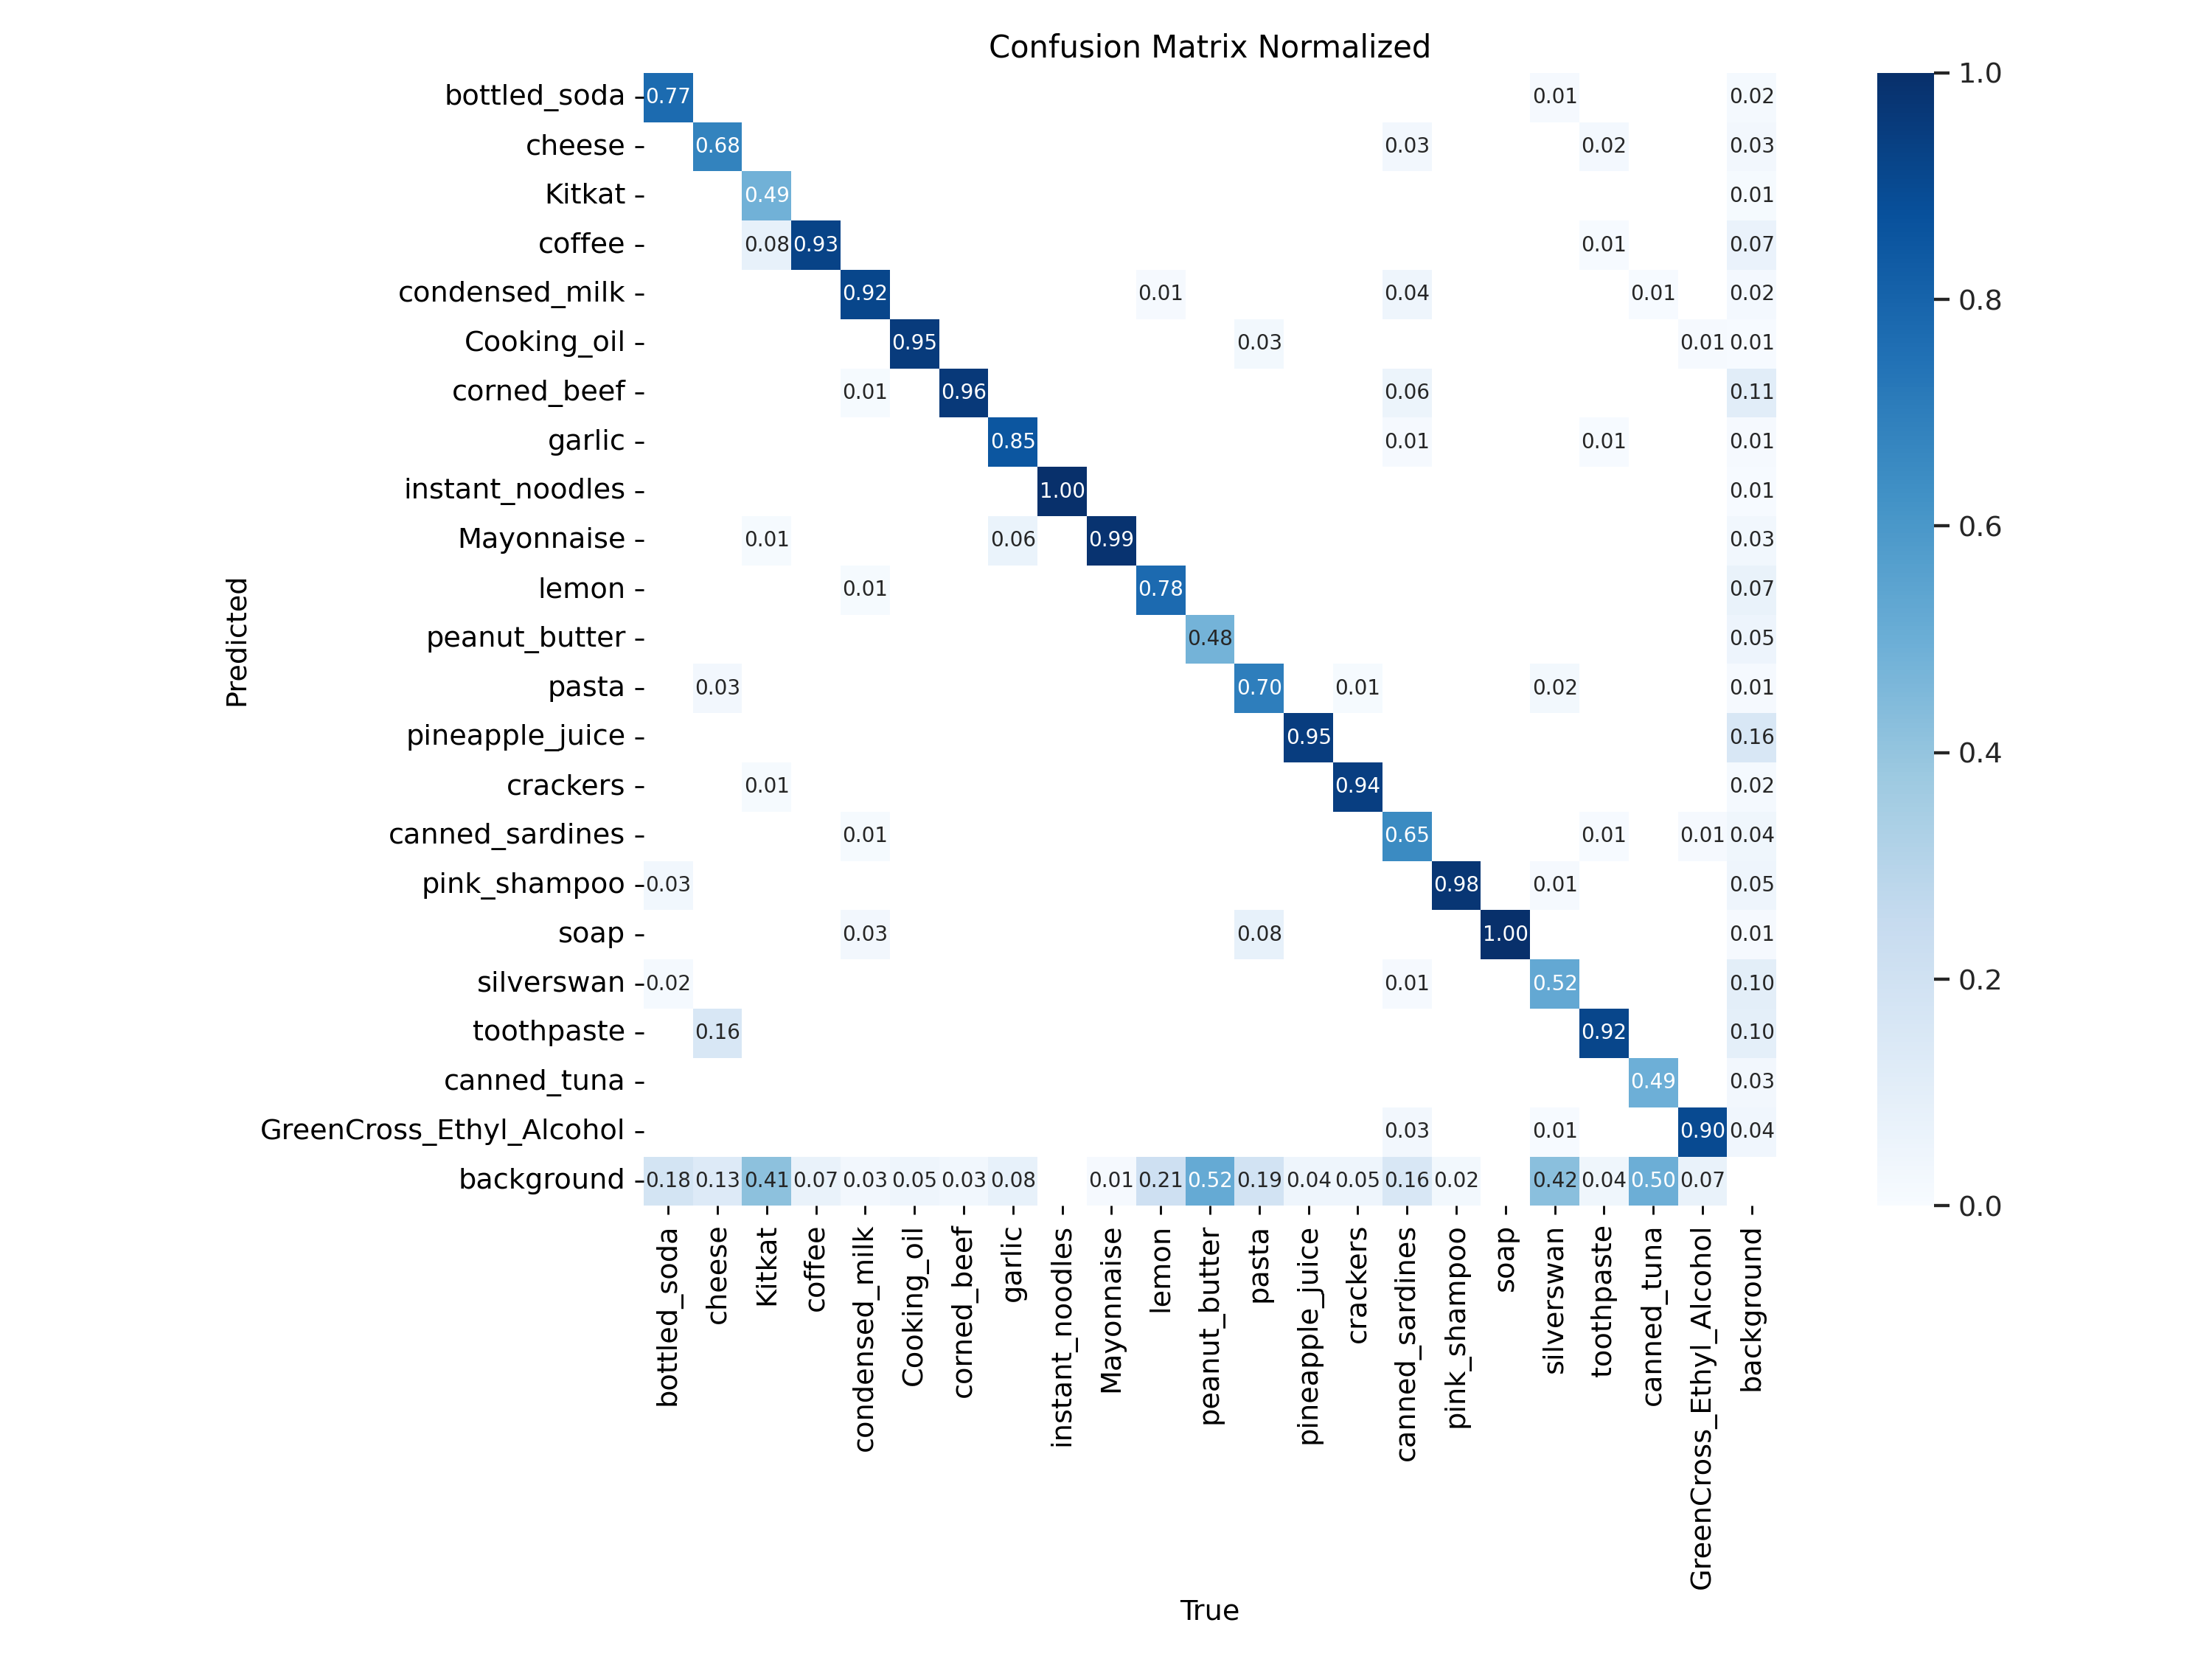 Confusion Matrix Normalized
bottled_soda 0.77 0.01 0.02
cheese 0.68 0.03 0.02 0.03
Kitkat 0.49 0.01
coffee 0.08 0.93 0.01 0.07
condensed_milk 0.92 0.01 0.04 0.01 0.02
Cooking_oil 0.95 0.03 0.01 0.01
corned_beef 0.01 0.96 0.06 0.11
garlic 0.85 0.01 0.01 0.01
instant_noodles 1.00 0.01
Mayonnaise 0.01 0.06 0.99 0.03
lemon 0.01 0.78 0.07
peanut_butter 0.48 0.05
pasta 0.03 0.70 0.01 0.02 0.01
pineapple_juice 0.95 0.16
crackers 0.01 0.94 0.02
canned_sardines 0.01 0.65 0.01 0.01 0.04
pink_shampoo 0.03 0.98 0.01 0.05
soap 0.03 0.08 1.00 0.01
silverswan 0.02 0.01 0.52 0.10
toothpaste 0.16 0.92 0.10
canned_tuna 0.49 0.03
GreenCross_Ethyl_Alcohol 0.03 0.01 0.90 0.04
background 0.18 0.13 0.41 0.07 0.03 0.05 0.03 0.08 0.01 0.21 0.52 0.19 0.04 0.05 0.16 0.02 0.42 0.04 0.50 0.07
Predicted
bottled_soda
cheese
Kitkat
coffee
condensed_milk
Cooking_oil
corned_beef
garlic
instant_noodles
Mayonnaise
lemon
peanut_butter
pasta
pineapple_juice
crackers
canned_sardines
pink_shampoo
soap
silverswan
toothpaste
canned_tuna
GreenCross_Ethyl_Alcohol
background
True
1.0
0.8
0.6
0.4
0.2
0.0